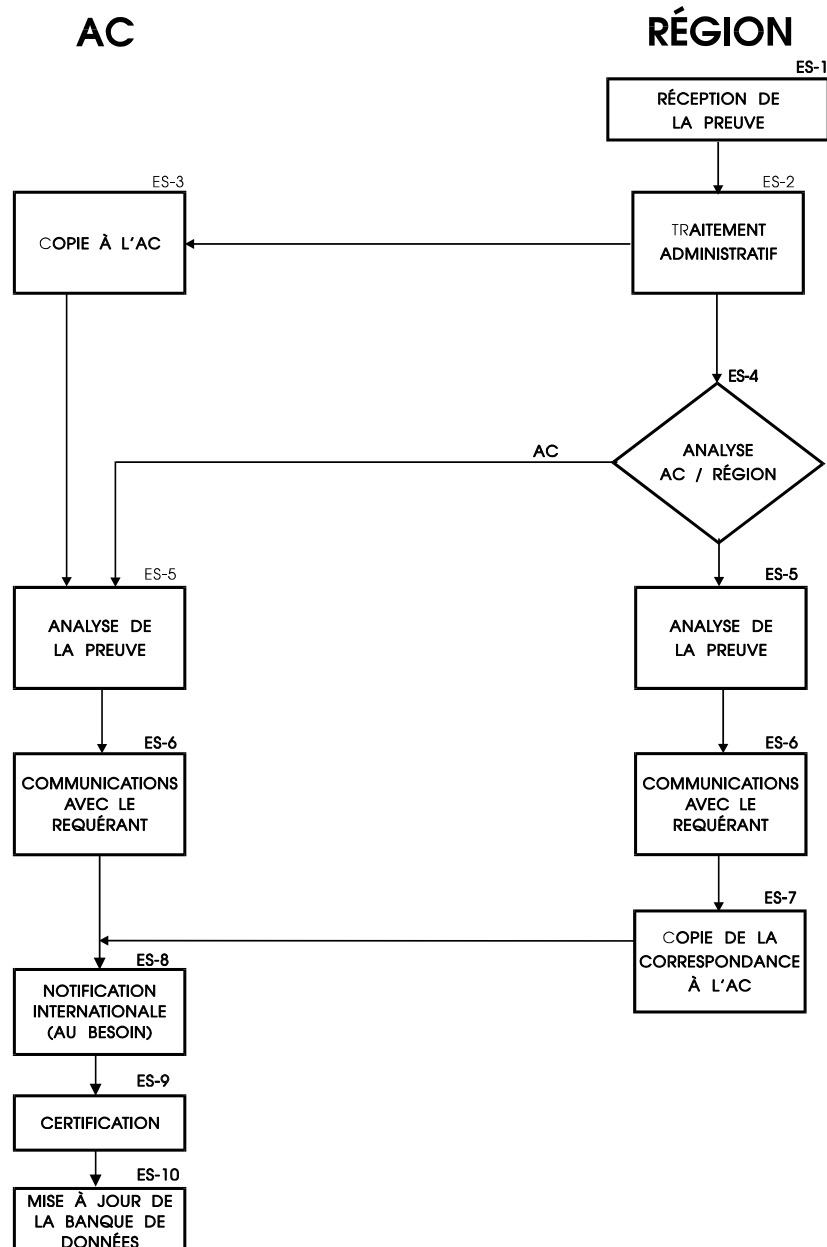 AC
RÉGION
ES-1
RÉCEPTION DE
LA PREUVE
ES-3
ES-2
COPIE À L'AC
TRAITEMENT
ADMINISTRATIF
ES-4
AC
ANALYSE
AC / RÉGION
ES-5
ES-5
ANALYSE DE
LA PREUVE
ANALYSE DE
LA PREUVE
ES-6
ES-6
COMMUNICATIONS
AVEC LE
REQUÉRANT
COMMUNICATIONS
AVEC LE
REQUÉRANT
ES-7
COPIE DE LA
CORRESPONDANCE
À L'AC
ES-8
NOTIFICATION
INTERNATIONALE
(AU BESOIN)
ES-9
CERTIFICATION
ES-10
MISE À JOUR DE
LA BANQUE DE
DONNÉES